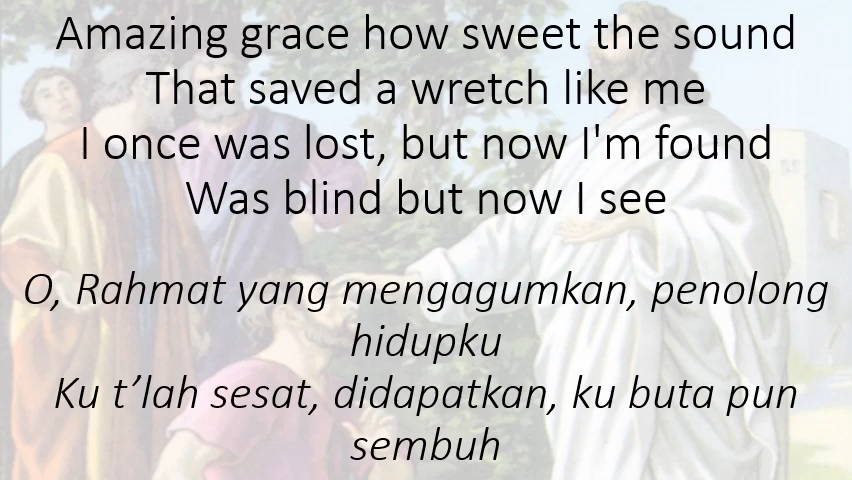 Amazing grace how sweet the sound
That saved a wretch like me
I once was lost, but now I'm found
Was blind but now I see
O, Rahmat yang mengagumkan, penolong
hidupku
Ku t’lah sesat, didapatkan, ku buta pun
sembuh